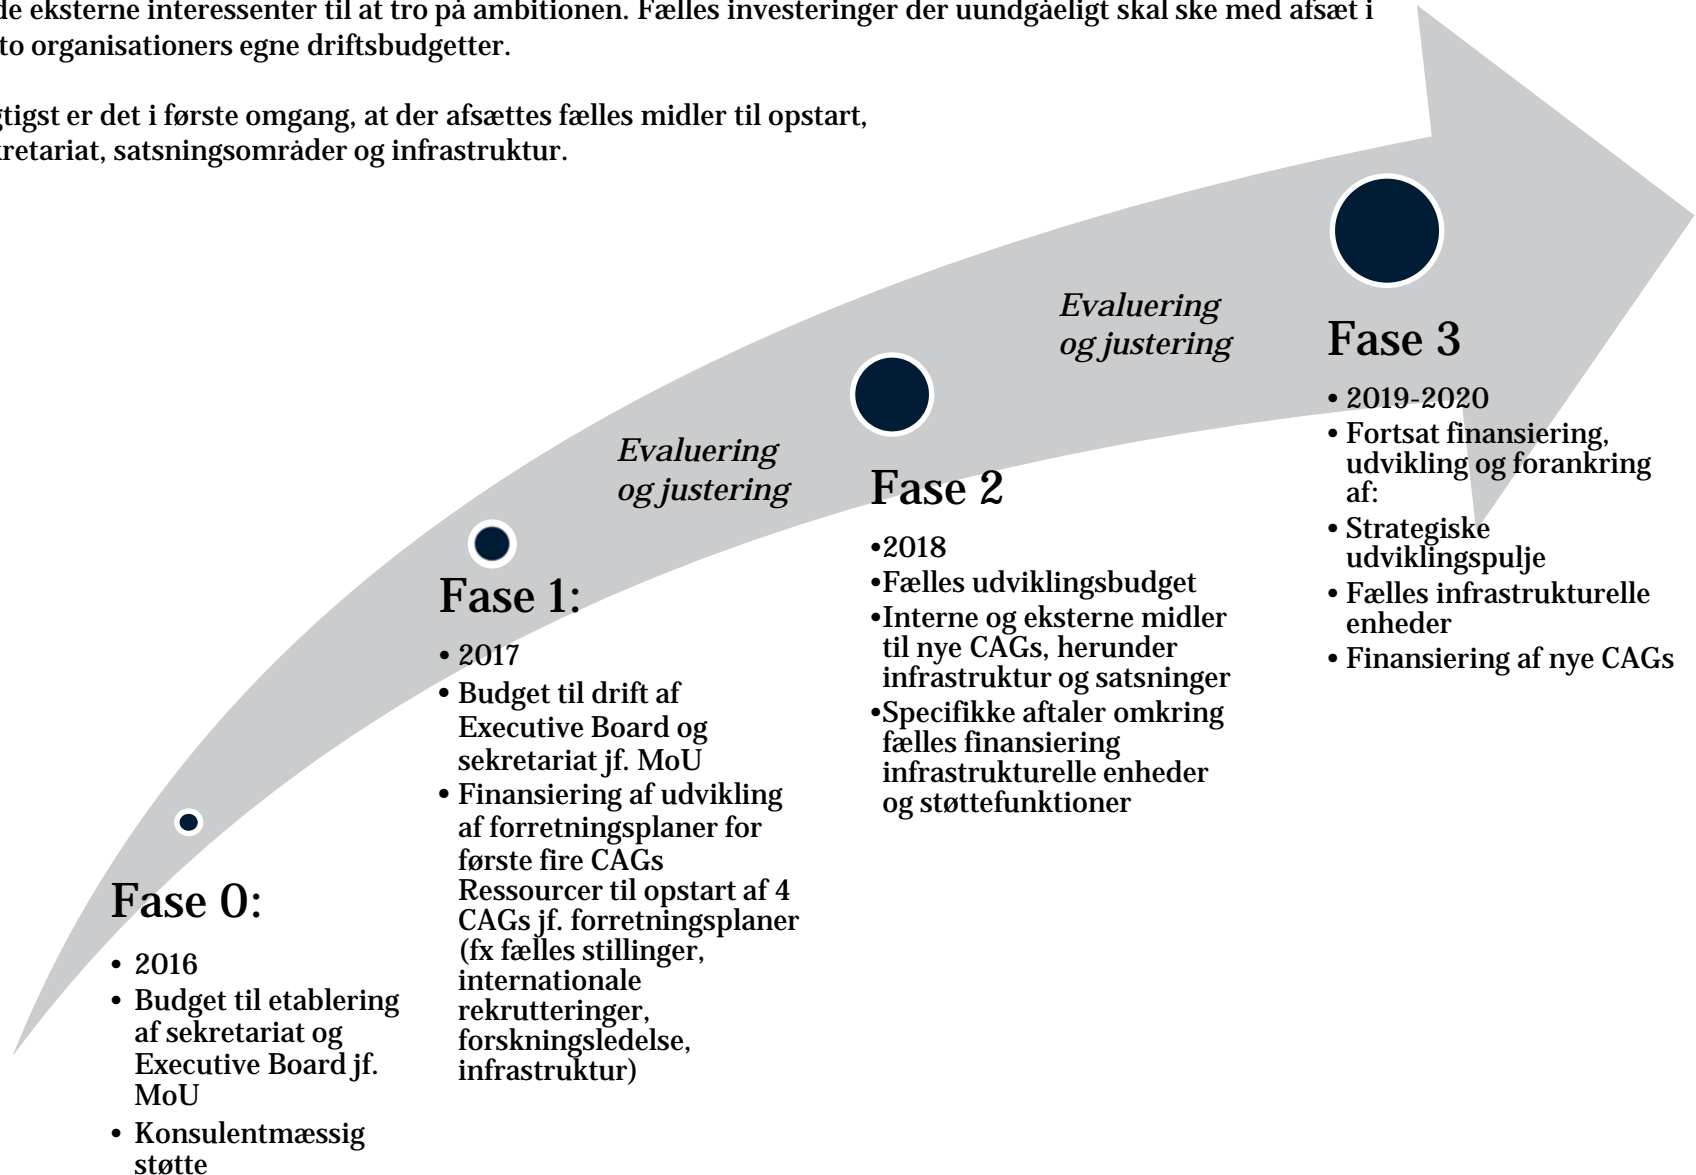 de eksterne interessenter til at tro på ambitionen. Fælles investeringer der uundgåeligt skal ske med afsæt i
to organisationers egne driftsbudgetter.
gtigst er det i første omgang, at der afsættes fælles midler til opstart,
kretariat, satsningsområder og infrastruktur.
Fase 0:
• 2016
• Budget til etablering
af sekretariat og
Executive Board jf.
MoU
• Konsulentmæssig
støtte
Fase 1:
• 2017
• Budget til drift af
Executive Board og
sekretariat jf. MoU
• Finansiering af udvikling
af forretningsplaner for
første fire CAGs
Ressourcer til opstart af 4
CAGs jf. forretningsplaner
(fx fælles stillinger,
internationale
rekrutteringer,
forskningsledelse,
infrastruktur)
Evaluering
og justering
Fase 2
•2018
•Fælles udviklingsbudget
•Interne og eksterne midler
til nye CAGs, herunder
infrastruktur og satsninger
•Specifikke aftaler omkring
fælles finansiering
infrastrukturelle enheder
og støttefunktioner
Evaluering
og justering
Fase 3
• 2019-2020
• Fortsat finansiering,
udvikling og forankring
af:
• Strategiske
udviklingspulje
• Fælles infrastrukturelle
enheder
• Finansiering af nye CAGs